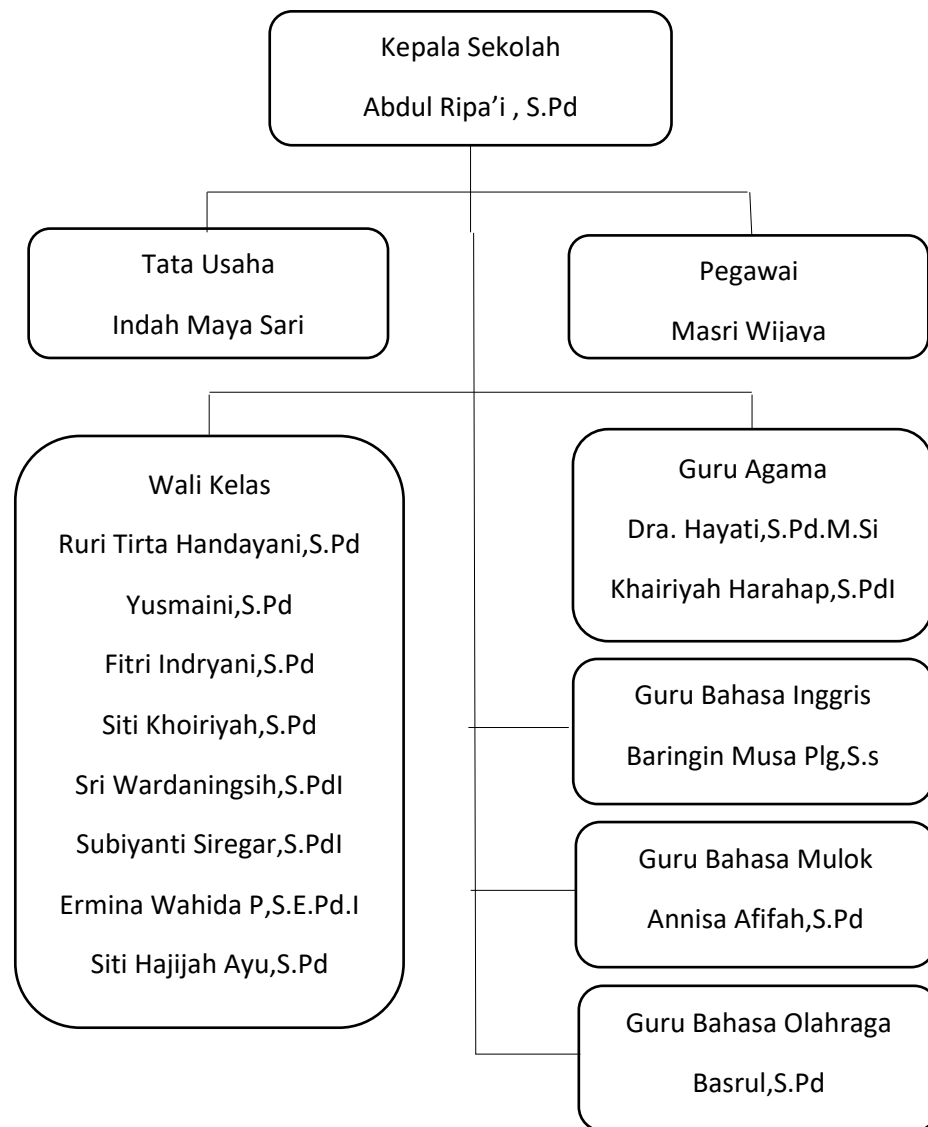 Kepala Sekolah
Abdul Ripa’i , S.Pd
Tata Usaha
Indah Maya Sari
Pegawai
Masri Wijaya
Wali Kelas
Ruri Tirta Handayani,S.Pd
Yusmaini,S.Pd
Fitri Indryani,S.Pd
Siti Khoiriyah,S.Pd
Sri Wardaningsih,S.PdI
Subiyanti Siregar,S.PdI
Ermina Wahida P,S.E.Pd.I
Siti Hajijah Ayu,S.Pd
Guru Agama
Dra. Hayati,S.Pd.M.Si
Khairiyah Harahap,S.PdI
Guru Bahasa Inggris
Baringin Musa Plg,S.s
Guru Bahasa Mulok
Annisa Afifah,S.Pd
Guru Bahasa Olahraga
Basrul,S.Pd